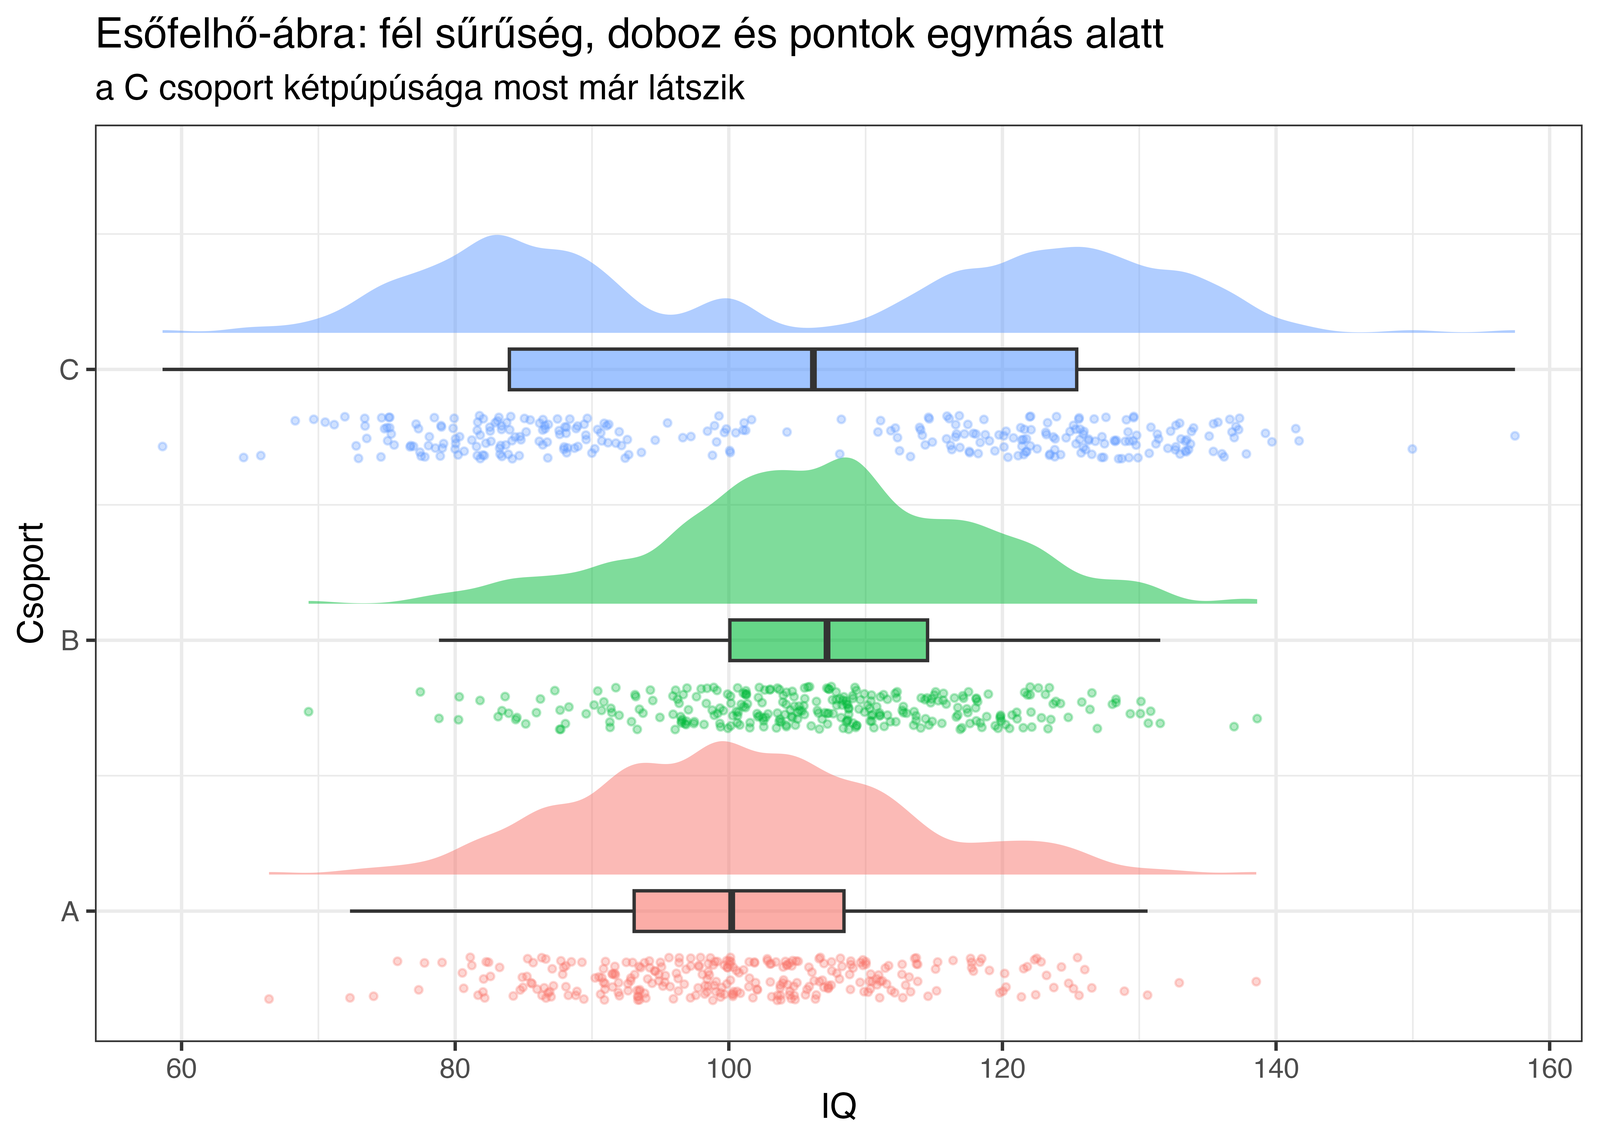 Esőfelhő-ábra: fél sűrűség, doboz és pontok egymás alatt
a C csoport kétpúpúsága most már látszik
Csoport
C
B
A
60 80 100 120 140 160
IQ